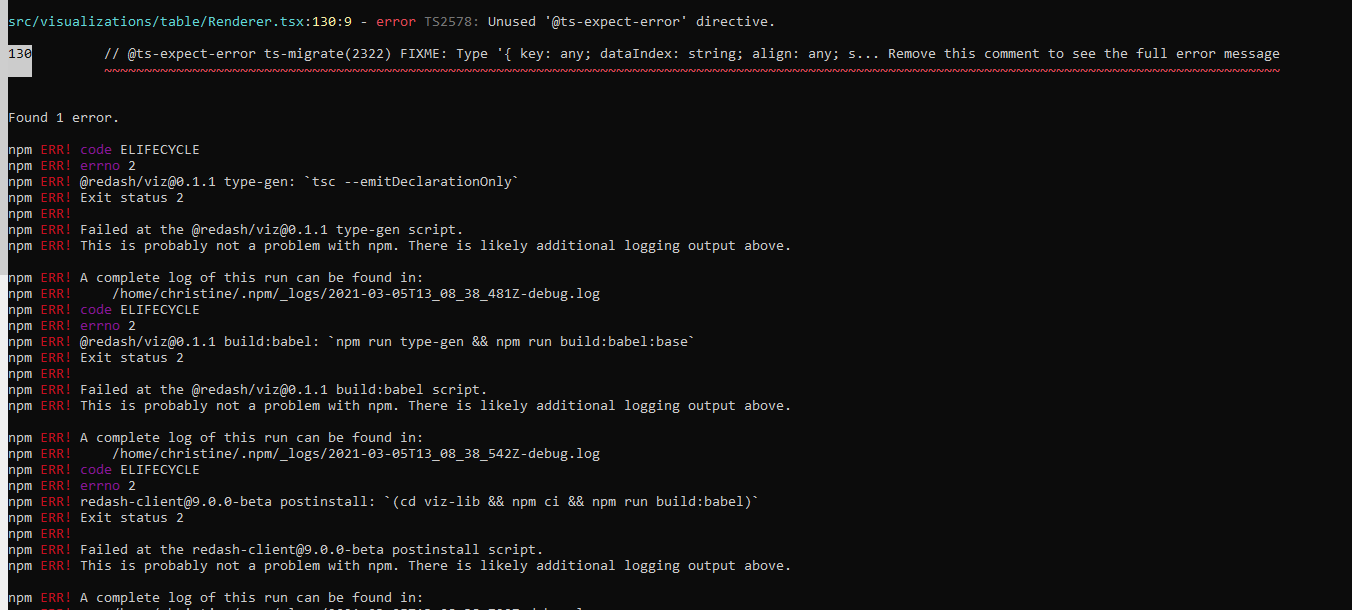 src/visualizations/table/Renderer.tsx:130:9 - error TS2578: Unused '@ts-expect-error' directive.
130         // @ts-expect-error ts-migrate(2322) FIXME: Type '{ key: any; dataIndex: string; align: any; s... Remove this comment to see the full error message
Found 1 error.
npm ERR! code ELIFECYCLE
npm ERR! errno 2
npm ERR! @redash/viz@0.1.1 type-gen: `tsc --emitDeclarationOnly`
npm ERR! Exit status 2
npm ERR!
npm ERR! Failed at the @redash/viz@0.1.1 type-gen script.
npm ERR! This is probably not a problem with npm. There is likely additional logging output above.
npm ERR! A complete log of this run can be found in:
npm ERR!     /home/christine/.npm/_logs/2021-03-05T13_08_38_481Z-debug.log
npm ERR! code ELIFECYCLE
npm ERR! errno 2
npm ERR! @redash/viz@0.1.1 build:babel: `npm run type-gen && npm run build:babel:base`
npm ERR! Exit status 2
npm ERR!
npm ERR! Failed at the @redash/viz@0.1.1 build:babel script.
npm ERR! This is probably not a problem with npm. There is likely additional logging output above.
npm ERR! A complete log of this run can be found in:
npm ERR!     /home/christine/.npm/_logs/2021-03-05T13_08_38_542Z-debug.log
npm ERR! code ELIFECYCLE
npm ERR! errno 2
npm ERR! redash-client@9.0.0-beta postinstall: `(cd viz-lib && npm ci && npm run build:babel)`
npm ERR! Exit status 2
npm ERR!
npm ERR! Failed at the redash-client@9.0.0-beta postinstall script.
npm ERR! This is probably not a problem with npm. There is likely additional logging output above.
npm ERR! A complete log of this run can be found in: